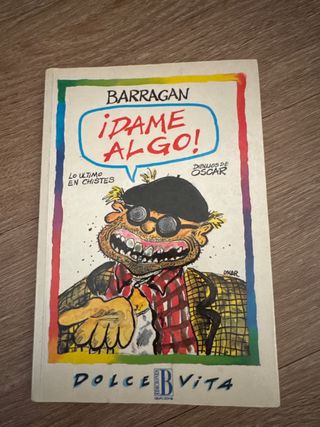 BARRAGAN
¡DAME
ALGO!
LO ULTIMO
EN CHISTES
DIBUJOS DE
OSCAR
OSCAR
DOLCE B VITA